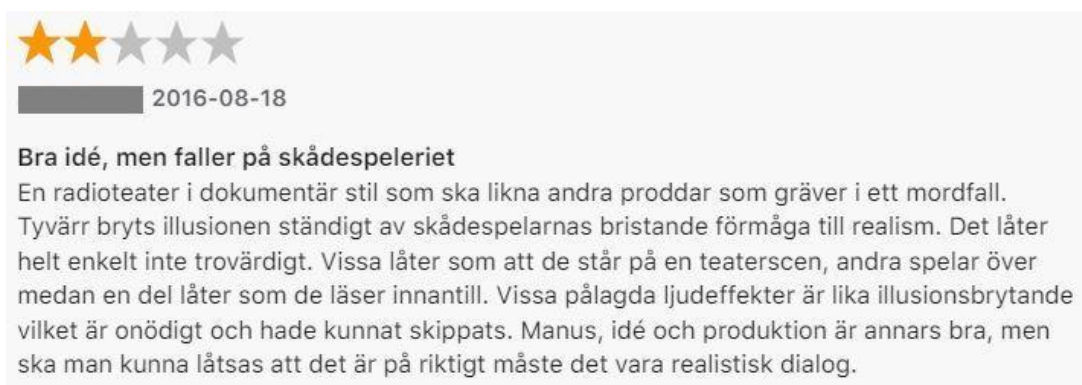 2016-08-18
Bra idé, men faller på skådespeleriet
En radioteater i dokumentär stil som ska likna andra proddar som gräver i ett mordfall.
Tyvärr bryts illusionen ständigt av skådespelarnas bristande förmåga till realism. Det låter
helt enkelt inte trovärdigt. Vissa låter som att de står på en teaterscen, andra spelar över
medan en del låter som de läser innantill. Vissa pålagda ljudeffekter är lika illusionsbrytande
vilket är onödigt och hade kunnat skippats. Manus, idé och produktion är annars bra, men
ska man kunna låtsas att det är på riktigt måste det vara realistisk dialog.